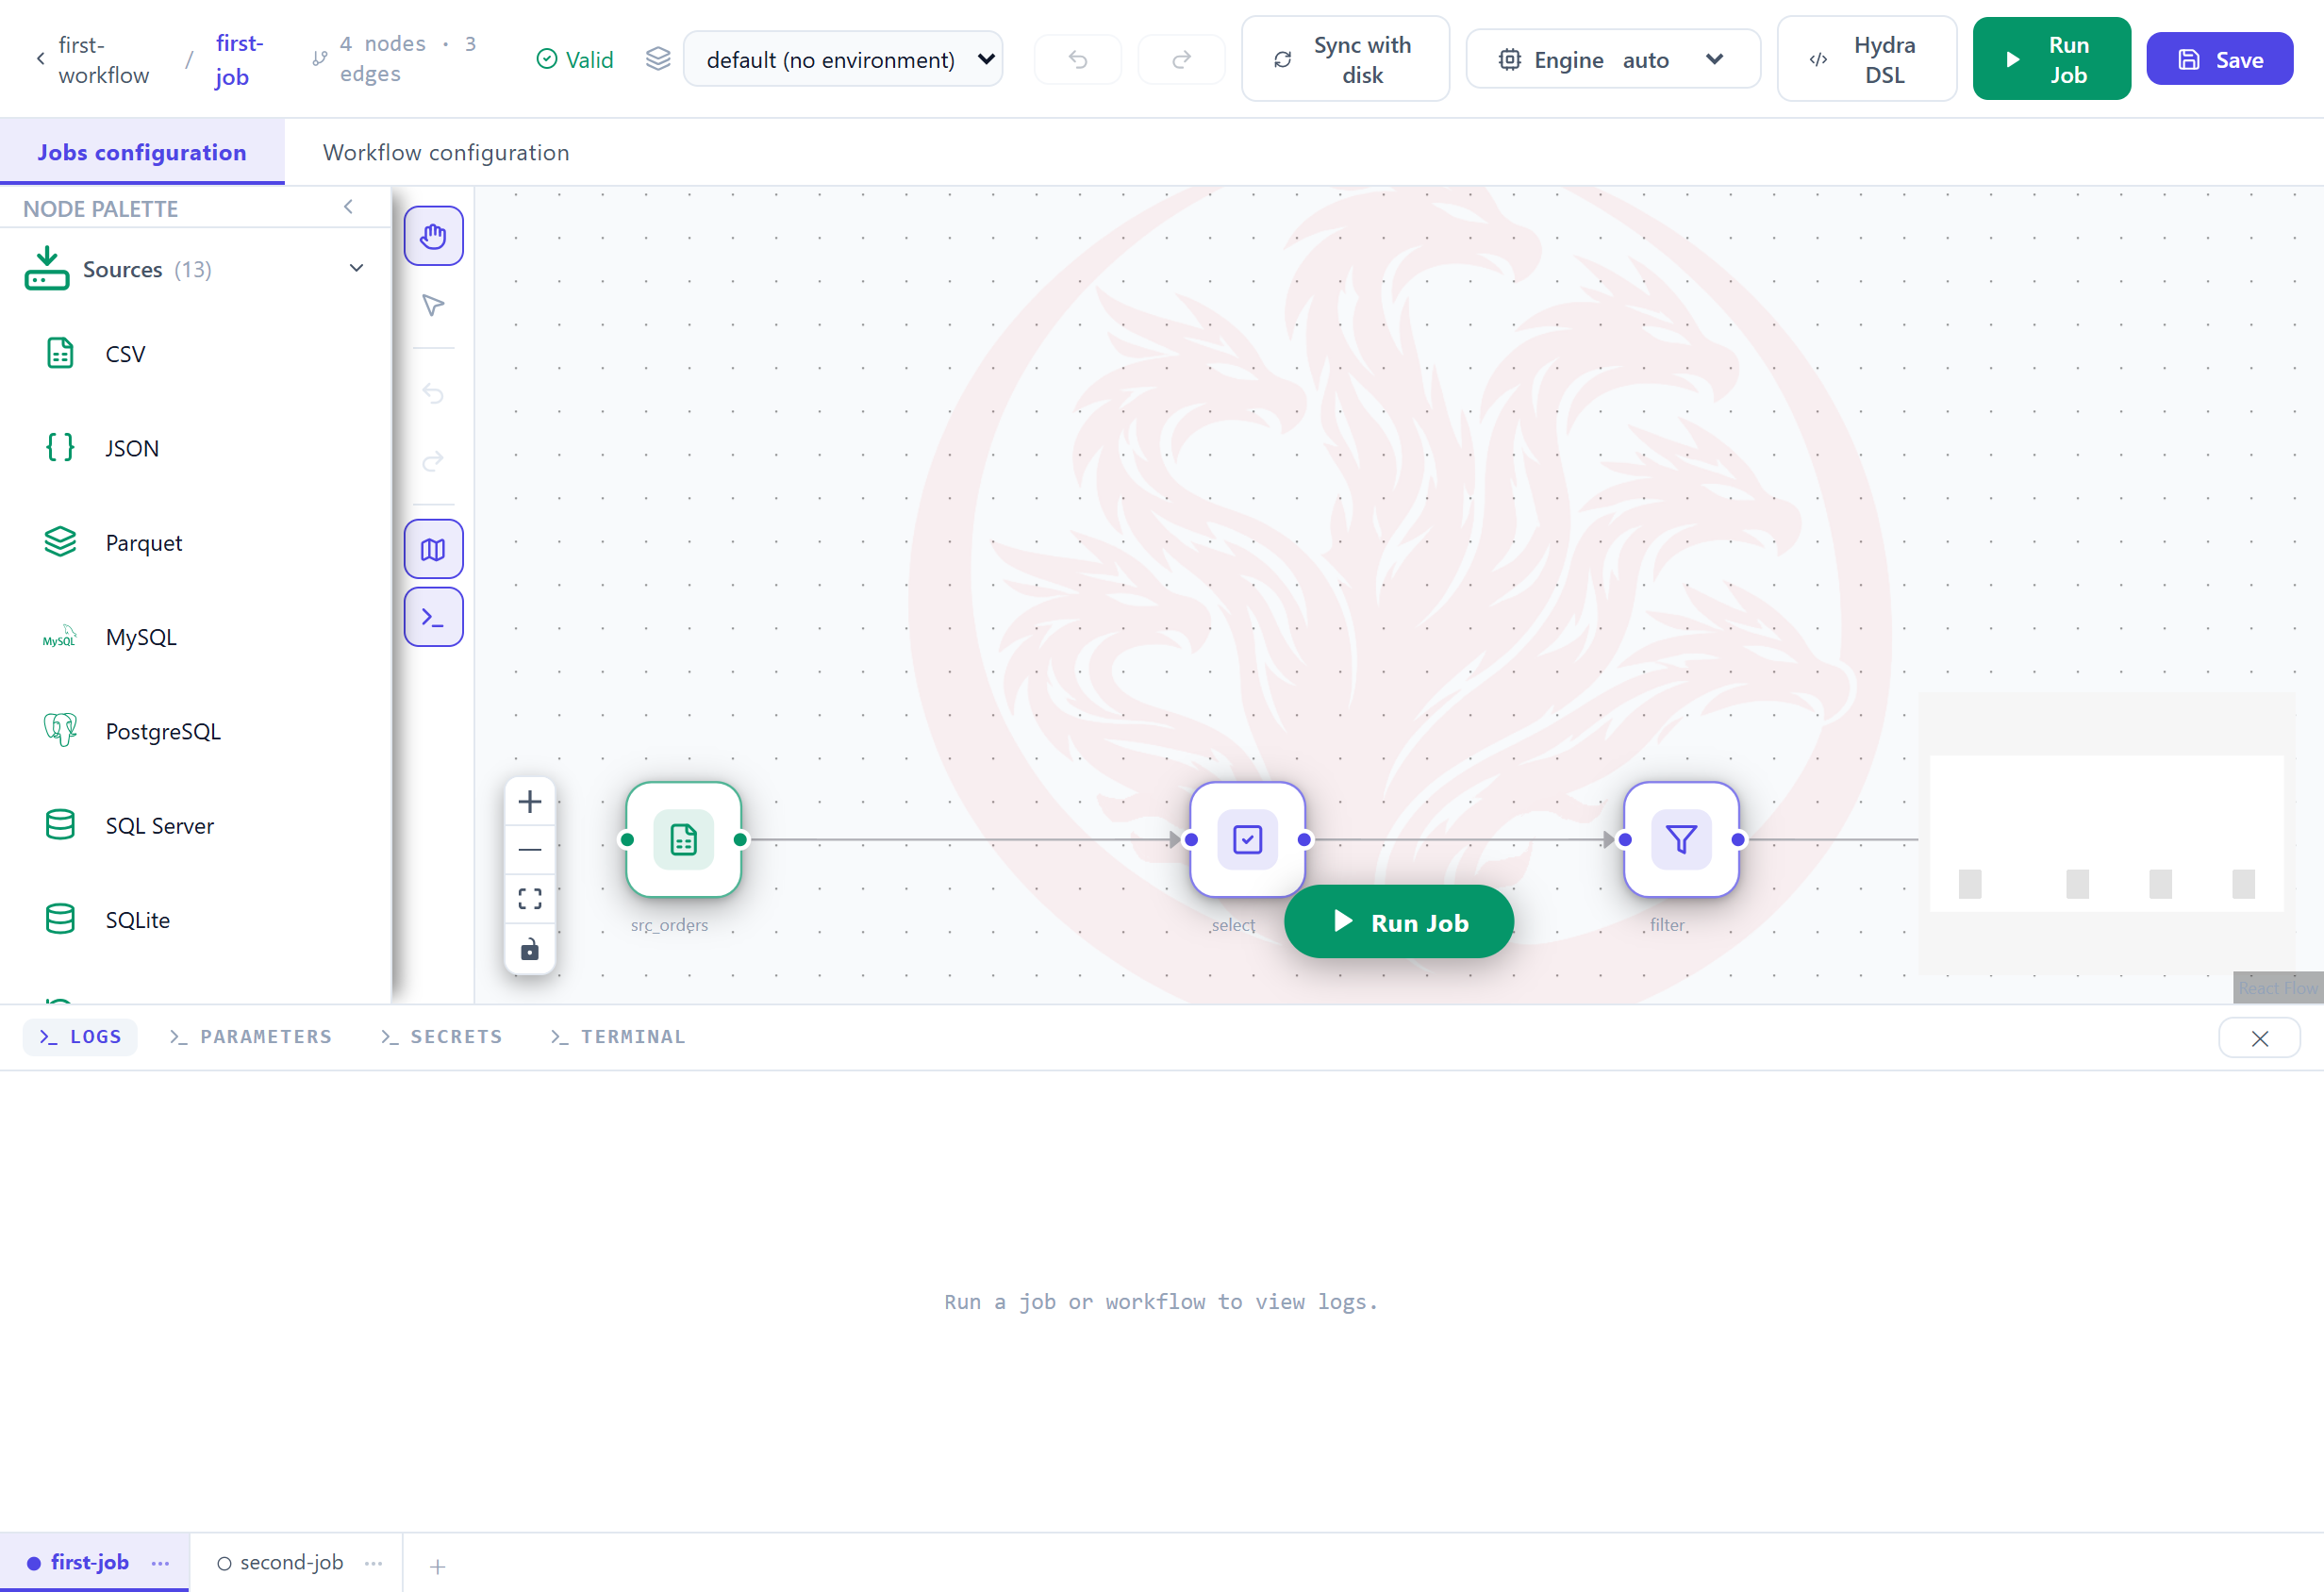 first-
workflow
/
first-
job
4 nodes · 3
edges
Valid
default (no environment)
Sync with
disk
Engine auto
Hydra
DSL
Run
Job
Save
Jobs configuration
Workflow configuration
NODE PALETTE
Sources (13)
CSV
JSON
Parquet
MySQL
MySQL
PostgreSQL
SQL Server
SQLite
src_orders
select
filter
Run Job
React Flow
LOGS
PARAMETERS
SECRETS
TERMINAL
Run a job or workflow to view logs.
first-job ...
second-job ...
+